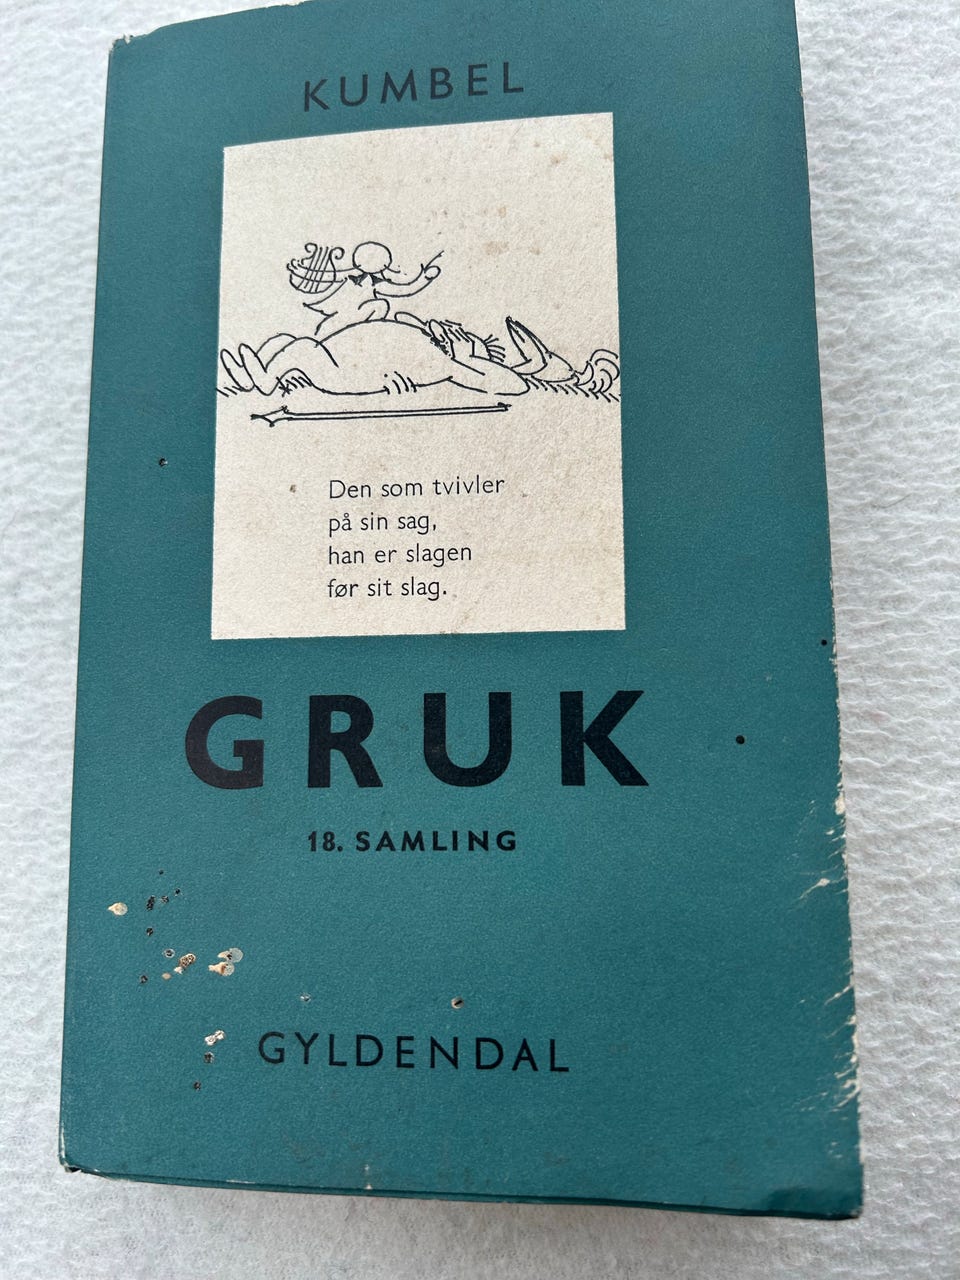 KUMBEL
Den som tvivler
på sin sag,
han er slagen
før sit slag.
GRUK
18. SAMLING
GYLDENDAL